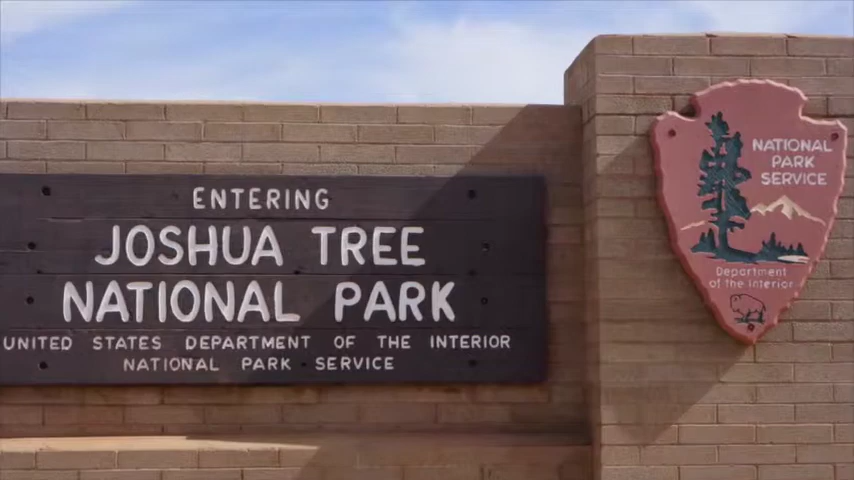 ENTERING
JOSHUA TREE
NATIONAL PARK
UNITED STATES DEPARTMENT OF THE INTERIOR
NATIONAL PARK SERVICE
NATIONAL
PARK
SERVICE
Department
of the Interior